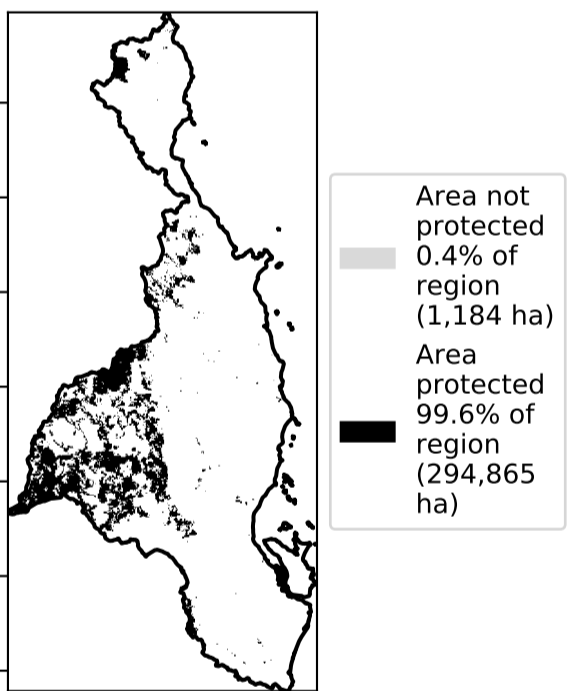 Area not
protected
0.4% of
region
(1,184 ha)
Area
protected
99.6% of
region
(294,865
ha)